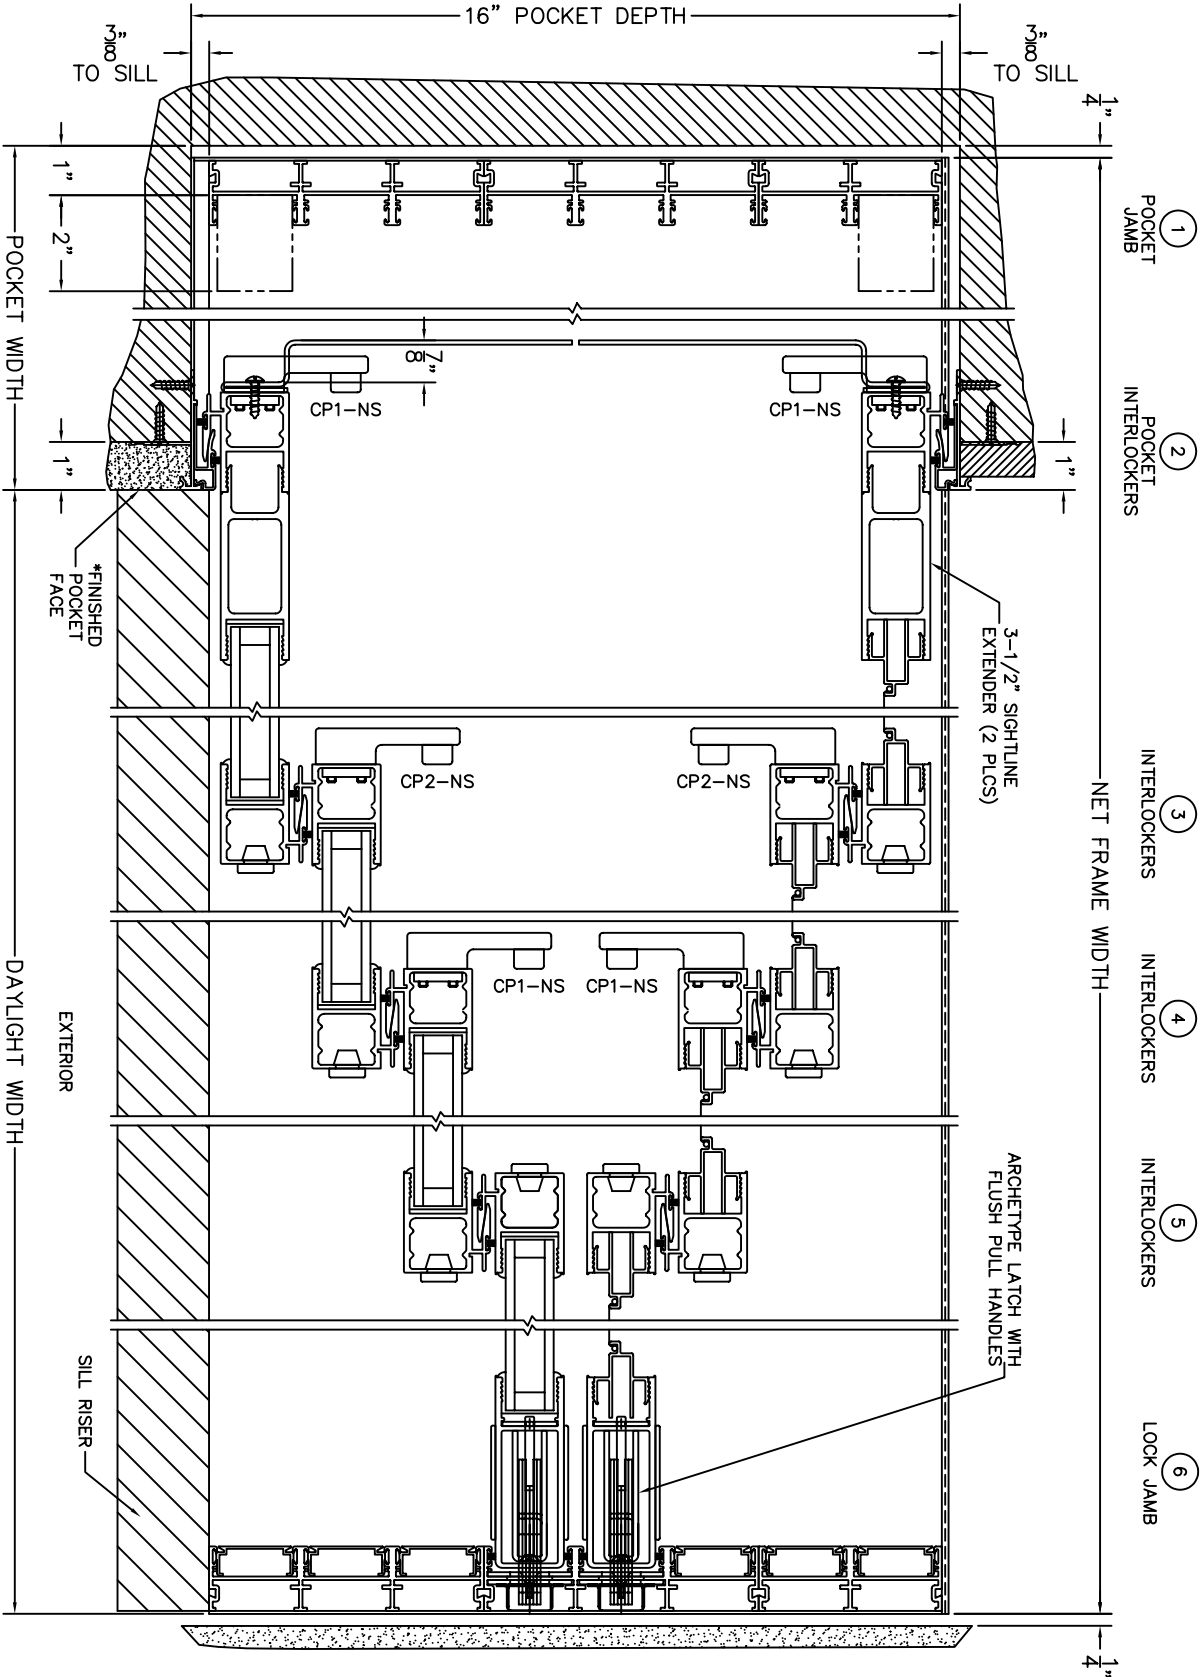 16" POCKET DEPTH
3/8"
TO SILL
3/8"
TO SILL
1/4"
1
POCKET
JAMB
2
POCKET
INTERLOCKERS
3
INTERLOCKERS
4
INTERLOCKERS
5
INTERLOCKERS
6
LOCK JAMB
NET FRAME WIDTH
1/4"
1"
3-1/2" SIGHTLINE
EXTENDER (2 PLCS)
ARCHETYPE LATCH WITH
FLUSH PULL HANDLES
7/8"
CP1-NS
CP1-NS
CP2-NS
CP2-NS
CP1-NS
CP1-NS
1"
2"
1"
*FINISHED
POCKET
FACE
EXTERIOR
SILL RISER
POCKET WIDTH
DAYLIGHT WIDTH